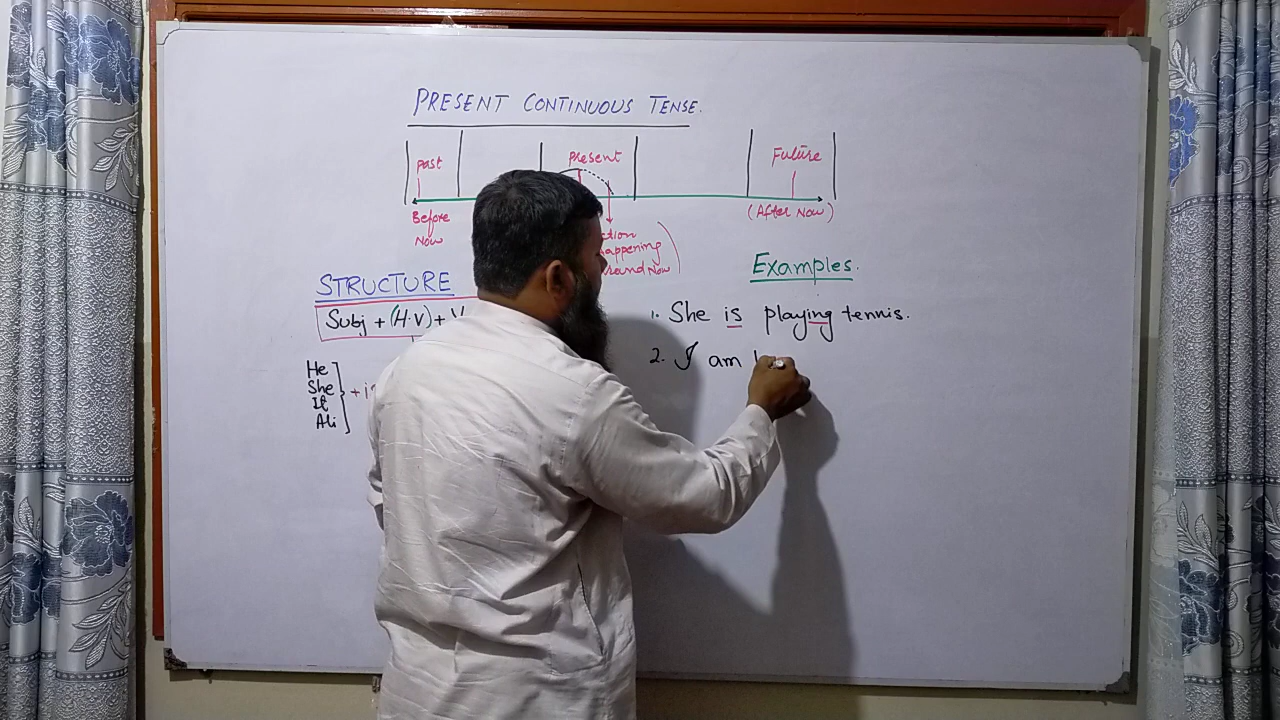 PRESENT CONTINUOUS TENSE.
Past
Present
Future
Before
Now
(After Now)
Now
Examples.
STRUCTURE
Subj + (H.V) +
1. She is playing tennis.
2. I am
He
She
It
Ali
+